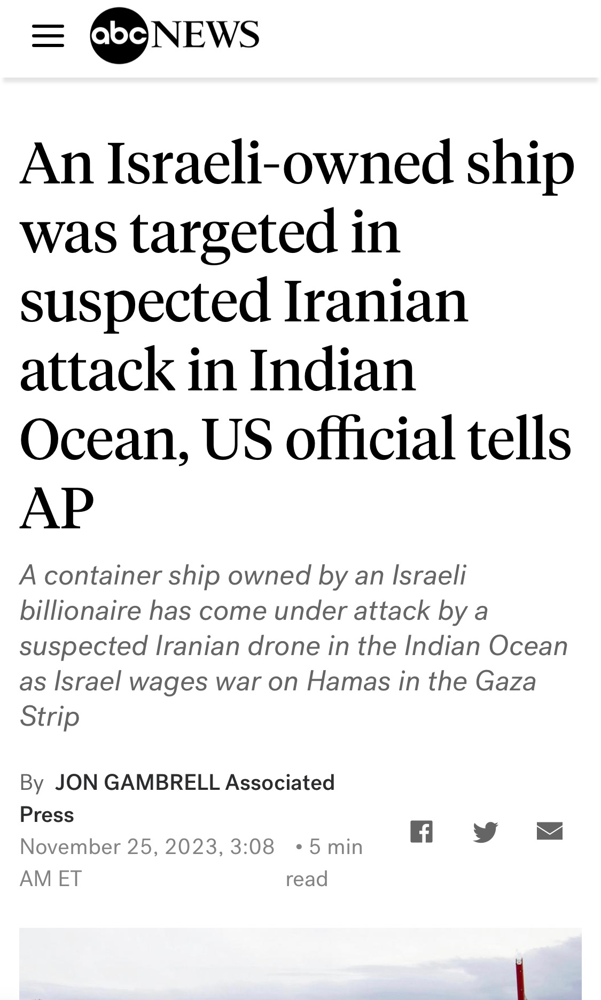 abc NEWS
An Israeli-owned ship
was targeted in
suspected Iranian
attack in Indian
Ocean, US official tells
AP
A container ship owned by an Israeli
billionaire has come under attack by a
suspected Iranian drone in the Indian Ocean
as Israel wages war on Hamas in the Gaza
Strip
By JON GAMBRELL Associated
Press
November 25, 2023, 3:08 • 5 min
AM ET read